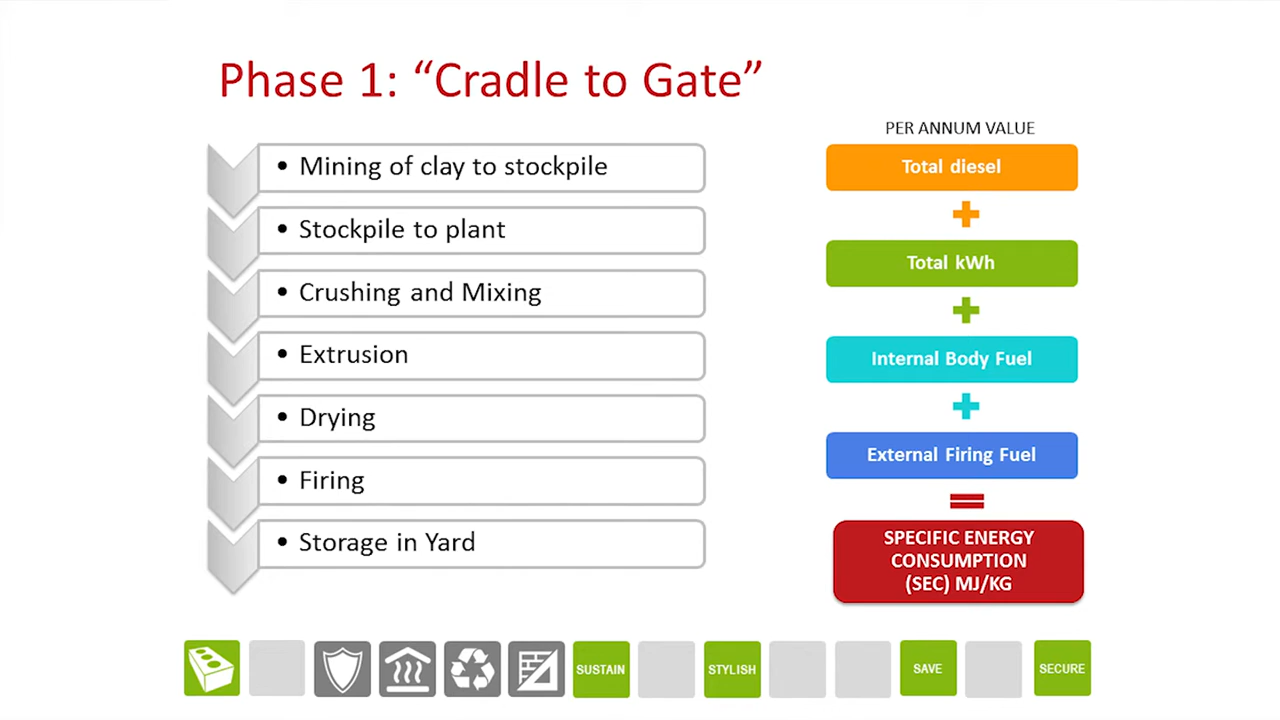 Phase 1: “Cradle to Gate”
• Mining of clay to stockpile
• Stockpile to plant
• Crushing and Mixing
• Extrusion
• Drying
• Firing
• Storage in Yard
PER ANNUM VALUE
Total diesel
+
Total kWh
+
Internal Body Fuel
+
External Firing Fuel
=
SPECIFIC ENERGY
CONSUMPTION
(SEC) MJ/KG
SUSTAIN
STYLISH
SAVE
SECURE